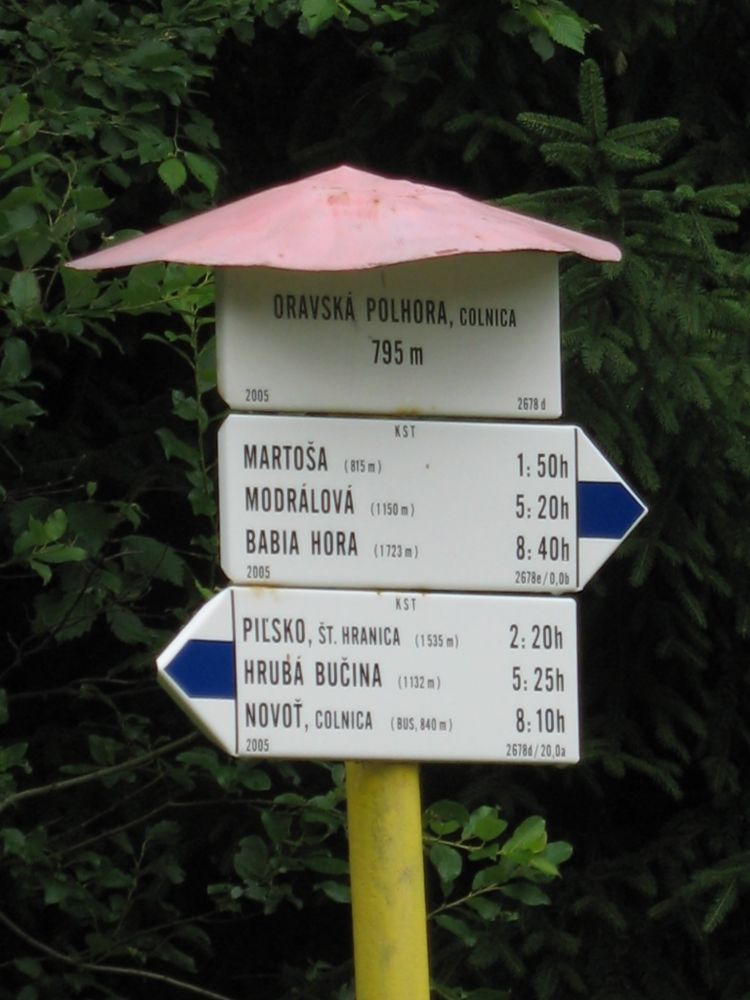 ORAVSKÁ POLHORA, COLNICA
795 m
2005 2678 d
KST
MARTOŠA (815 m) 1:50h
MODRÁLOVÁ (1150 m) 5:20h
BABIA HORA (1723 m) 8:40h
2005 2678e/0,0b
KST
PIĽSKO, ŠT. HRANICA (1535 m) 2:20h
HRUBÁ BUČINA (1132 m) 5:25h
NOVOŤ, COLNICA (BUS, 840 m) 8:10h
2005 2678d/20,0a